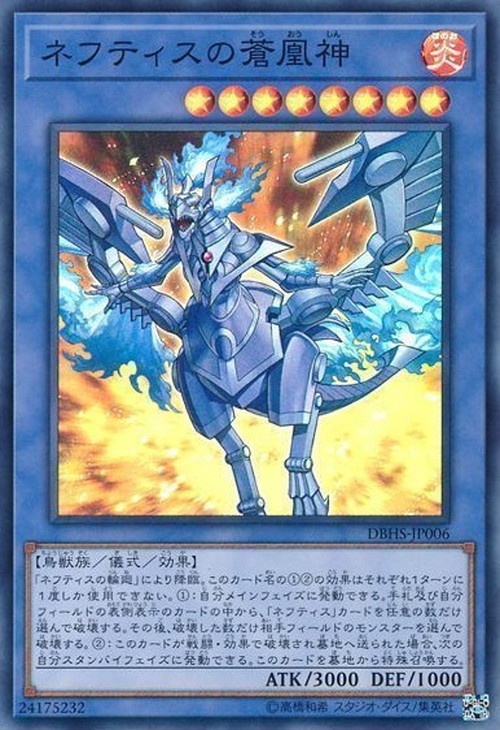 ネフティスの蒼凰神
炎
DBHS-JP006
【鳥獣族／儀式／効果】
「ネフティスの輪廻」により降臨。このカード名の①②の効果はそれぞれ1ターンに
1度しか使用できない。①：自分メインフェイズに発動できる。手札及び自分
フィールドの表側表示のカードの中から、「ネフティス」カードを任意の数だけ
選んで破壊する。その後、破壊した数だけ相手フィールドのモンスターを選んで
破壊する。②：このカードが戦闘・効果で破壊され墓地へ送られた場合、次の
自分スタンバイフェイズに発動できる。このカードを墓地から特殊召喚する。
ATK/3000 DEF/1000
24175232
©高橋和希 スタジオ・ダイス/集英社